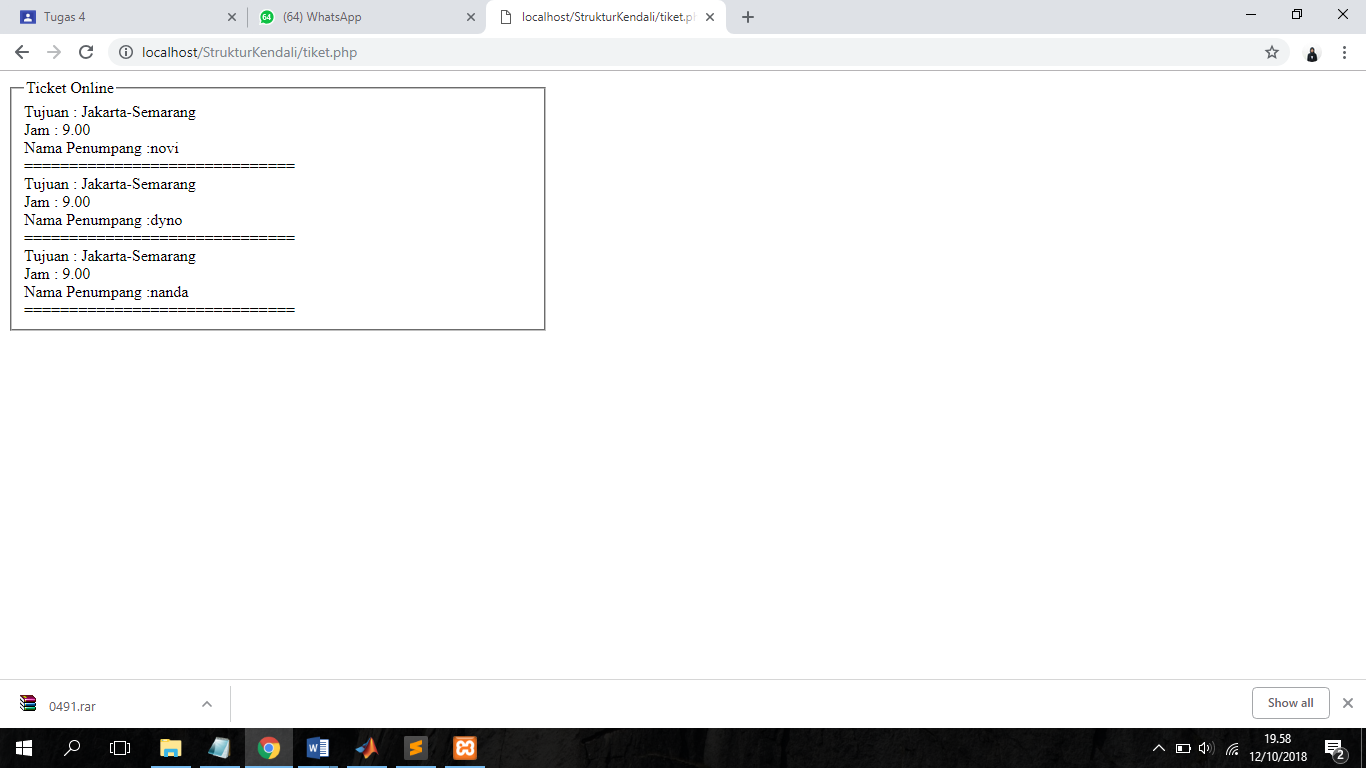 Tugas 4
64
(64) WhatsApp
localhost/StrukturKendali/tiket.p
localhost/StrukturKendali/tiket.php
Ticket Online
Tujuan : Jakarta-Semarang
Jam : 9.00
Nama Penumpang :novi
==============================
Tujuan : Jakarta-Semarang
Jam : 9.00
Nama Penumpang :dyno
==============================
Tujuan : Jakarta-Semarang
Jam : 9.00
Nama Penumpang :nanda
==============================
0491.rar
Show all
19.58
12/10/2018
2